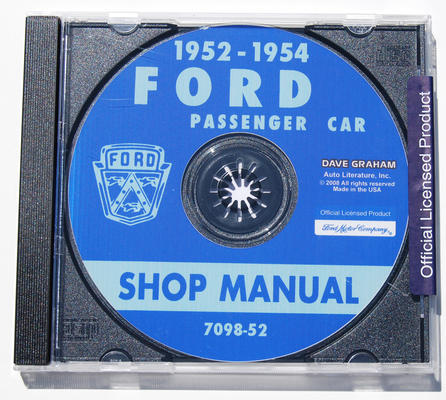 1952-1954
FORD
PASSENGER CAR
FORD
DAVE GRAHAM
Auto Literature, Inc.
© 2008 All rights reserved
Made in the USA
Official Licensed Product
Ford Motor Company
SHOP MANUAL
7098-52
Official Licensed Product